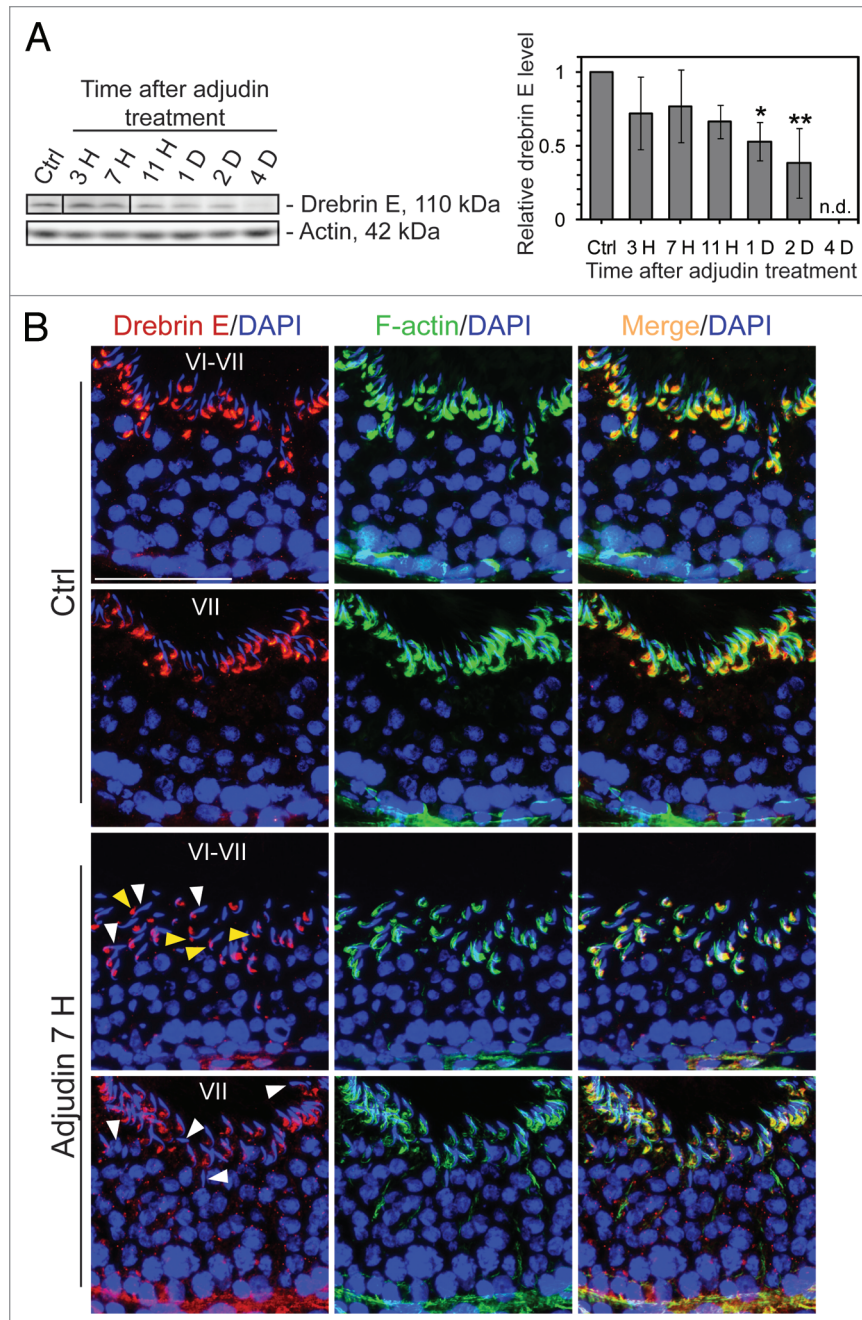 A
Time after adjudin
treatment
Ctrl
3 H
7 H
11 H
1 D
2 D
4 D
- Drebrin E, 110 kDa
- Actin, 42 kDa
Relative drebrin E level
1
0.5
0
*
**
n.d.
Ctrl 3 H 7 H 11 H 1 D 2 D 4 D
Time after adjudin treatment
B
Drebrin E/DAPI F-action/DAPI Merge/DAPI
Ctrl
VI-VII
VII
Adjudin 7 H
VI-VII
VII